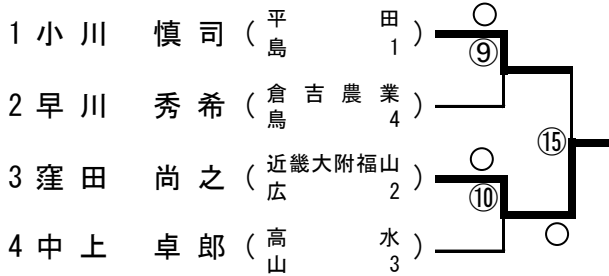 1 小川 慎司 (平田 島1) ○
⑨
2 早川 秀希 (倉吉農業 鳥4)
⑮
3 窪田 尚之 (近畿大附福山 広2) ○
⑩
4 中上 卓郎 (高水 山3) ○